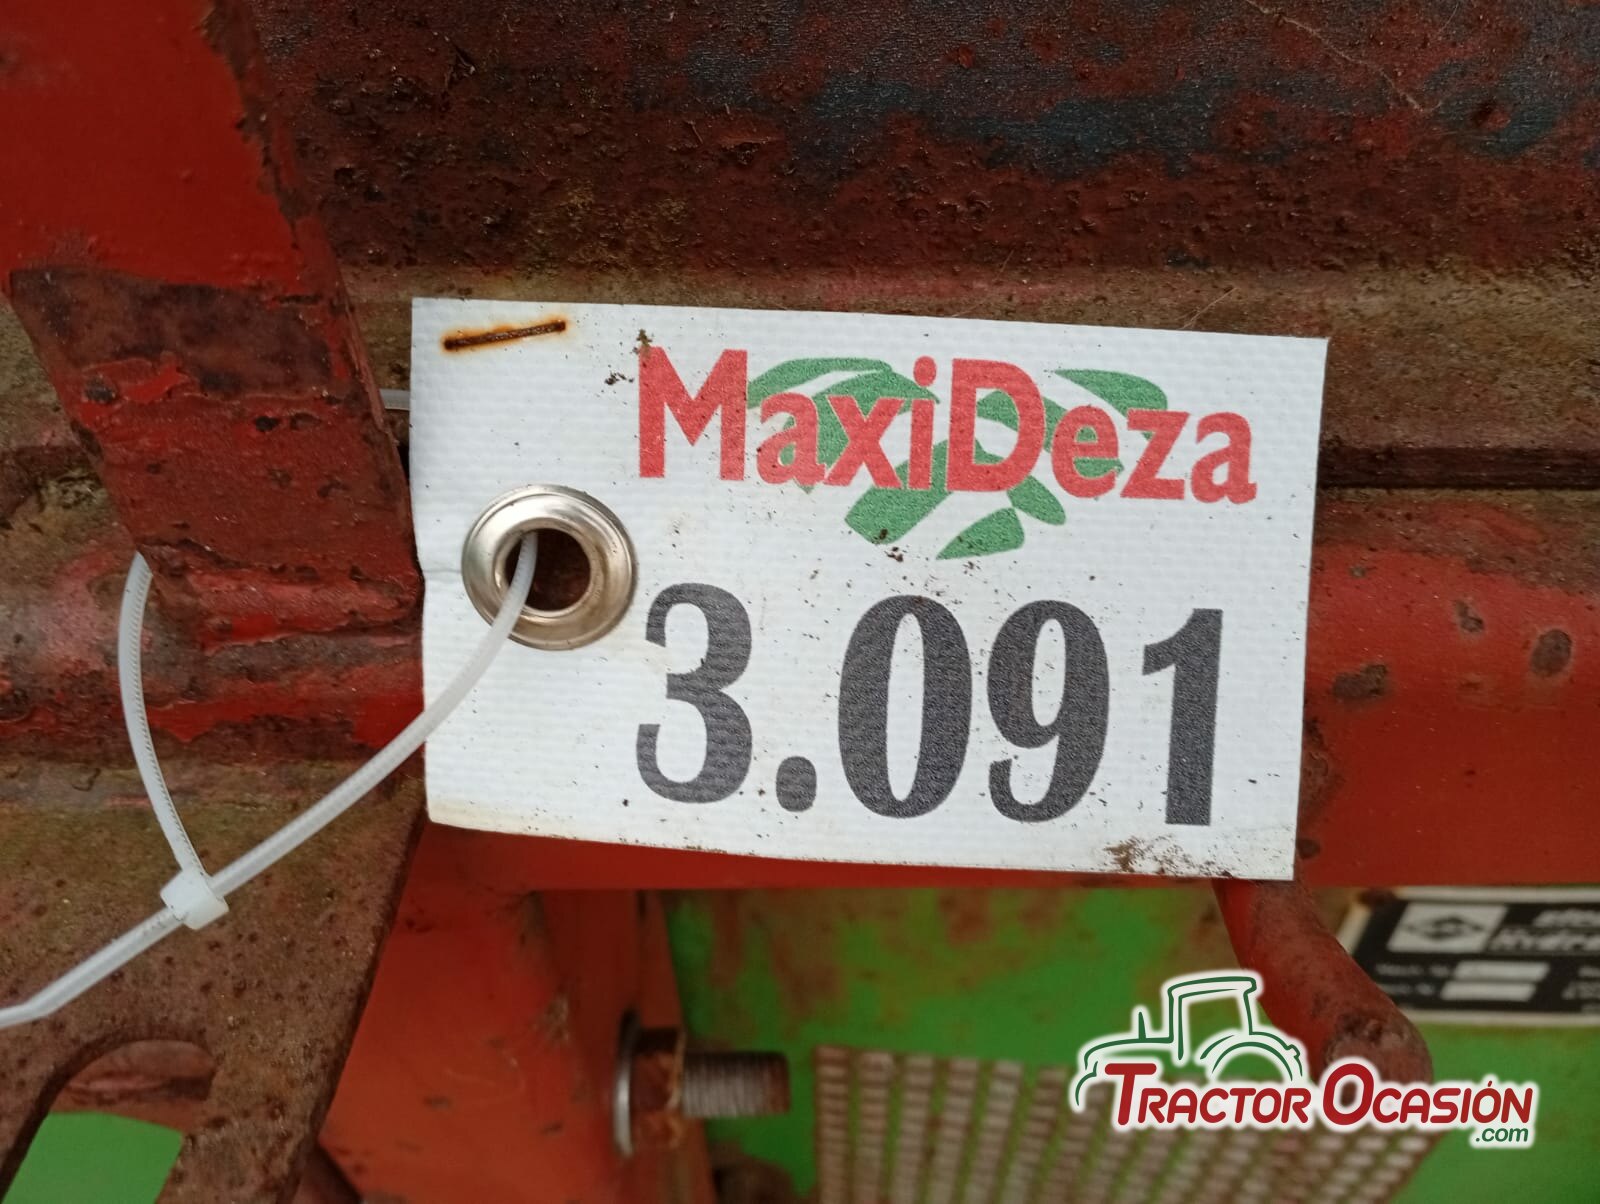 MaxiDeza
3.091
TRACTOR OCASIÓN
.com